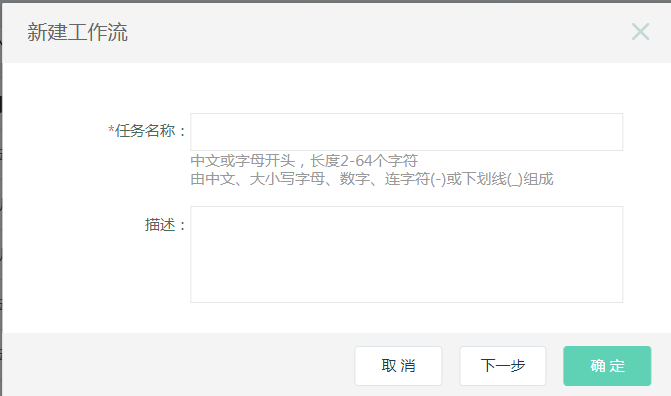 新建工作流
*任务名称：
中文或字母开头，长度2-64个字符
由中文、大小写字母、数字、连字符(-)或下划线(_)组成
描述：
取消
下一步
确定